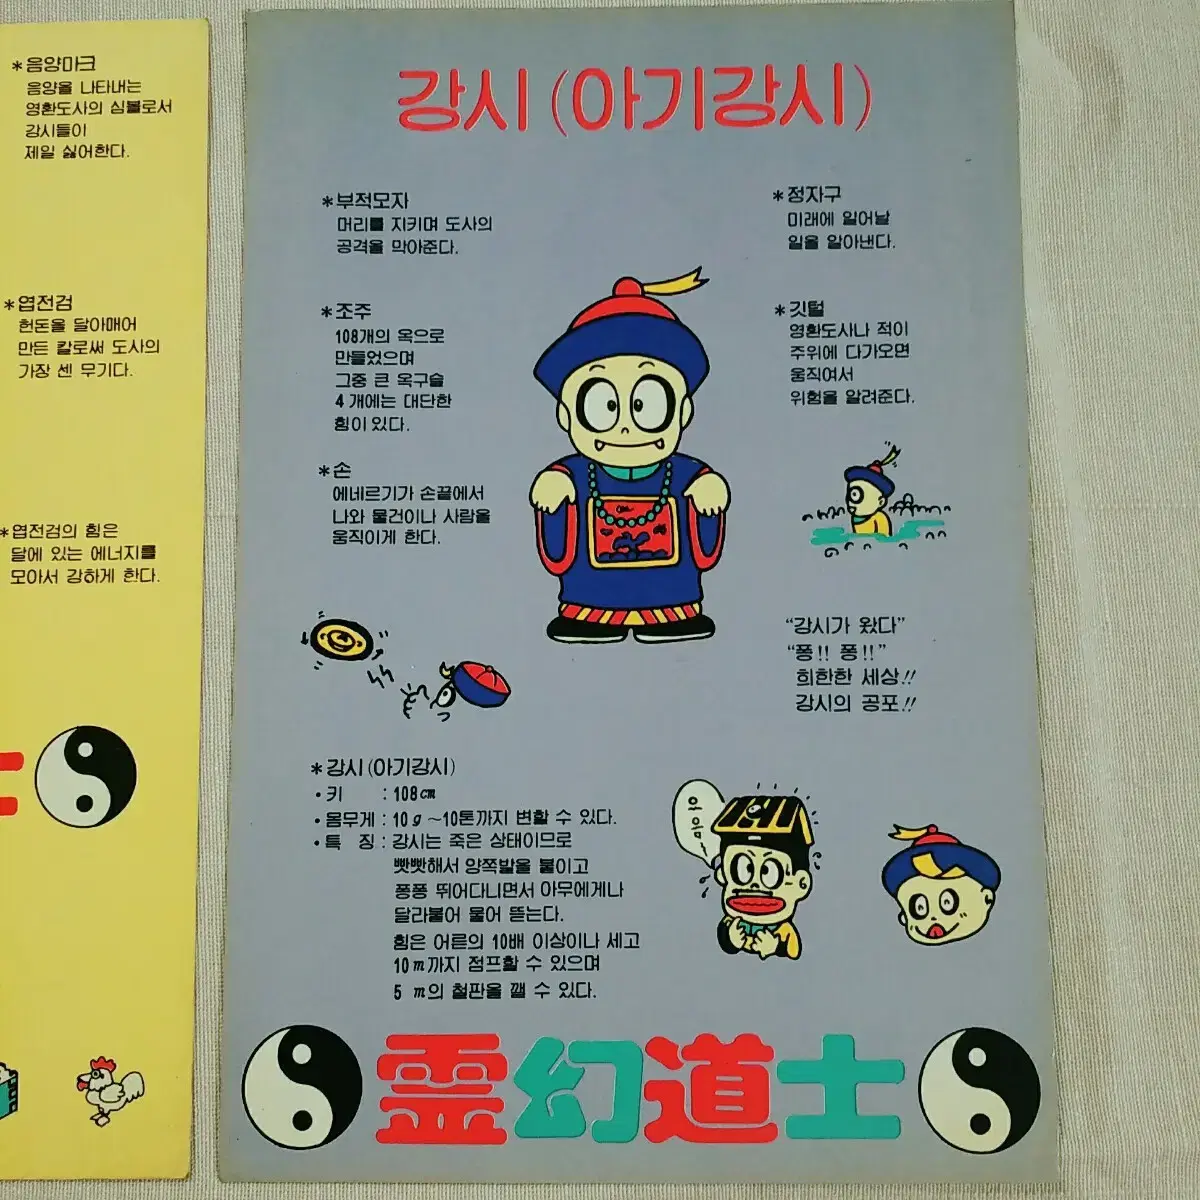 *음양마크
음양을 나타내는
영환도사의 심볼로서
강시들이
제일 싫어한다.
*엽전검
헌돈을 달아매어
만든 칼로써 도사의
가장 센 무기다.
*엽전검의 힘은
달에 있는 에너지를
모아서 강하게 한다.
강시(아기강시)
*부적모자
머리를 지키며 도사의
공격을 막아준다.
*조주
108개의 옥으로
만들었으며
그중 큰 옥구슬
4개에는 대단한
힘이 있다.
*손
에네르기가 손끝에서
나와 물건이나 사람을
움직이게 한다.
*정자구
미래에 일어날
일을 알아낸다.
*깃털
영환도사나 적이
주위에 다가오면
움직여서
위험을 알려준다.
"강시가 왔다"
"퐁!! 퐁!!"
희한한 세상!!
강시의 공포!!
*강시(아기강시)
•키 : 108cm
•몸무게 : 10g~10톤까지 변할 수 있다.
•특 징 : 강시는 죽은 상태이므로
빳빳해서 양쪽발을 붙이고
퐁퐁 뛰어다니면서 아무에게나
달라붙어 물어 뜯는다.
힘은 어른의 10배 이상이나 세고
10m까지 점프할 수 있으며
5 m의 철판을 깰 수 있다.
으으악~
霊幻道士